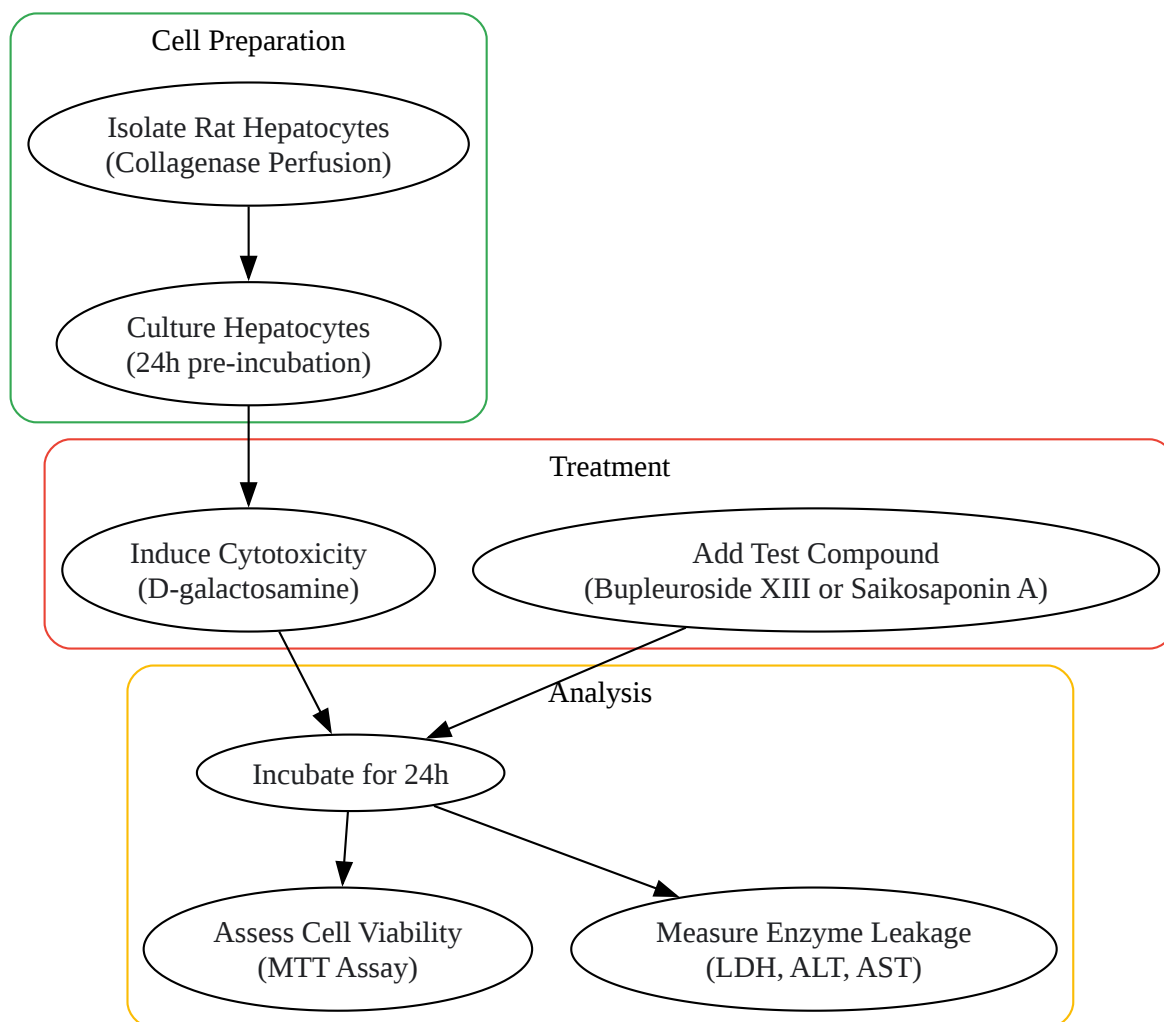 Cell Preparation
Isolate Rat Hepatocytes
(Collagenase Perfusion)
Culture Hepatocytes
(24h pre-incubation)
Treatment
Induce Cytotoxicity
(D-galactosamine)
Add Test Compound
(Bupleuroside XIII or Saikosaponin A)
Analysis
Incubate for 24h
Assess Cell Viability
(MTT Assay)
Measure Enzyme Leakage
(LDH, ALT, AST)